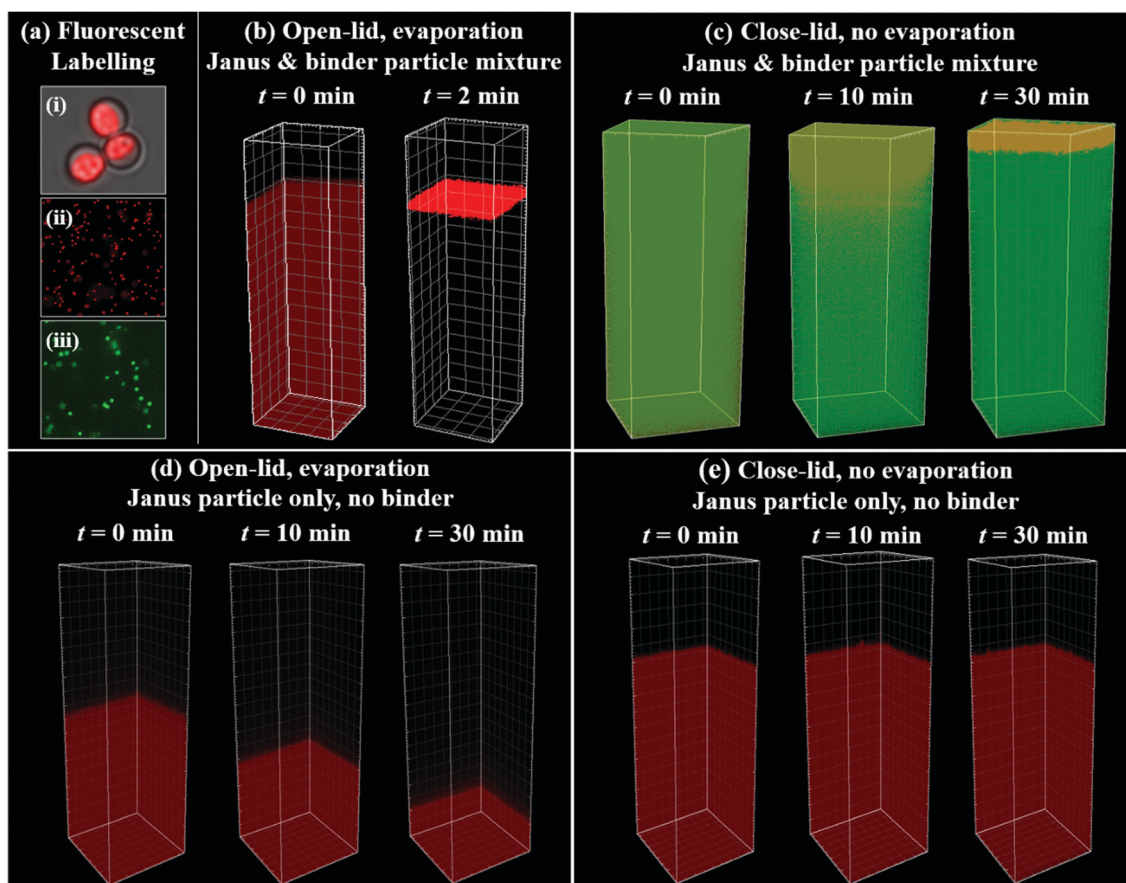 (a) Fluorescent
Labelling
(i)
(ii)
(iii)
(b) Open-lid, evaporation
Janus & binder particle mixture
t = 0 min
t = 2 min
(c) Close-lid, no evaporation
Janus & binder particle mixture
t = 0 min
t = 10 min
t = 30 min
(d) Open-lid, evaporation
Janus particle only, no binder
t = 0 min
t = 10 min
t = 30 min
(e) Close-lid, no evaporation
Janus particle only, no binder
t = 0 min
t = 10 min
t = 30 min